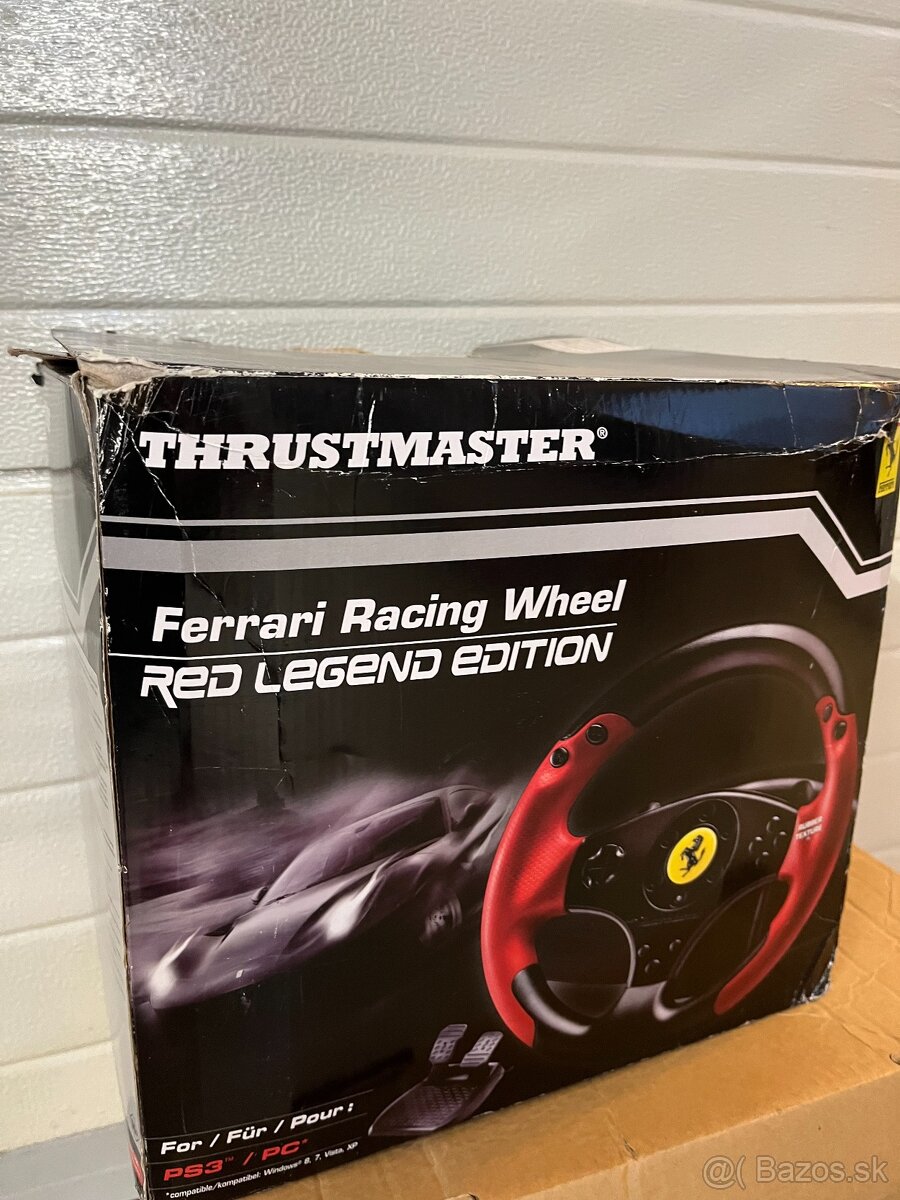 THRUSTMASTER®
Ferrari
Ferrari Racing Wheel
RED LEGEND EDITION
RUBBER
TEXTURE
For / Für / Pour :
PS3™ / PC*
*compatible/kompatibel: Windows® 8, 7, Vista, XP
@( Bazos.sk